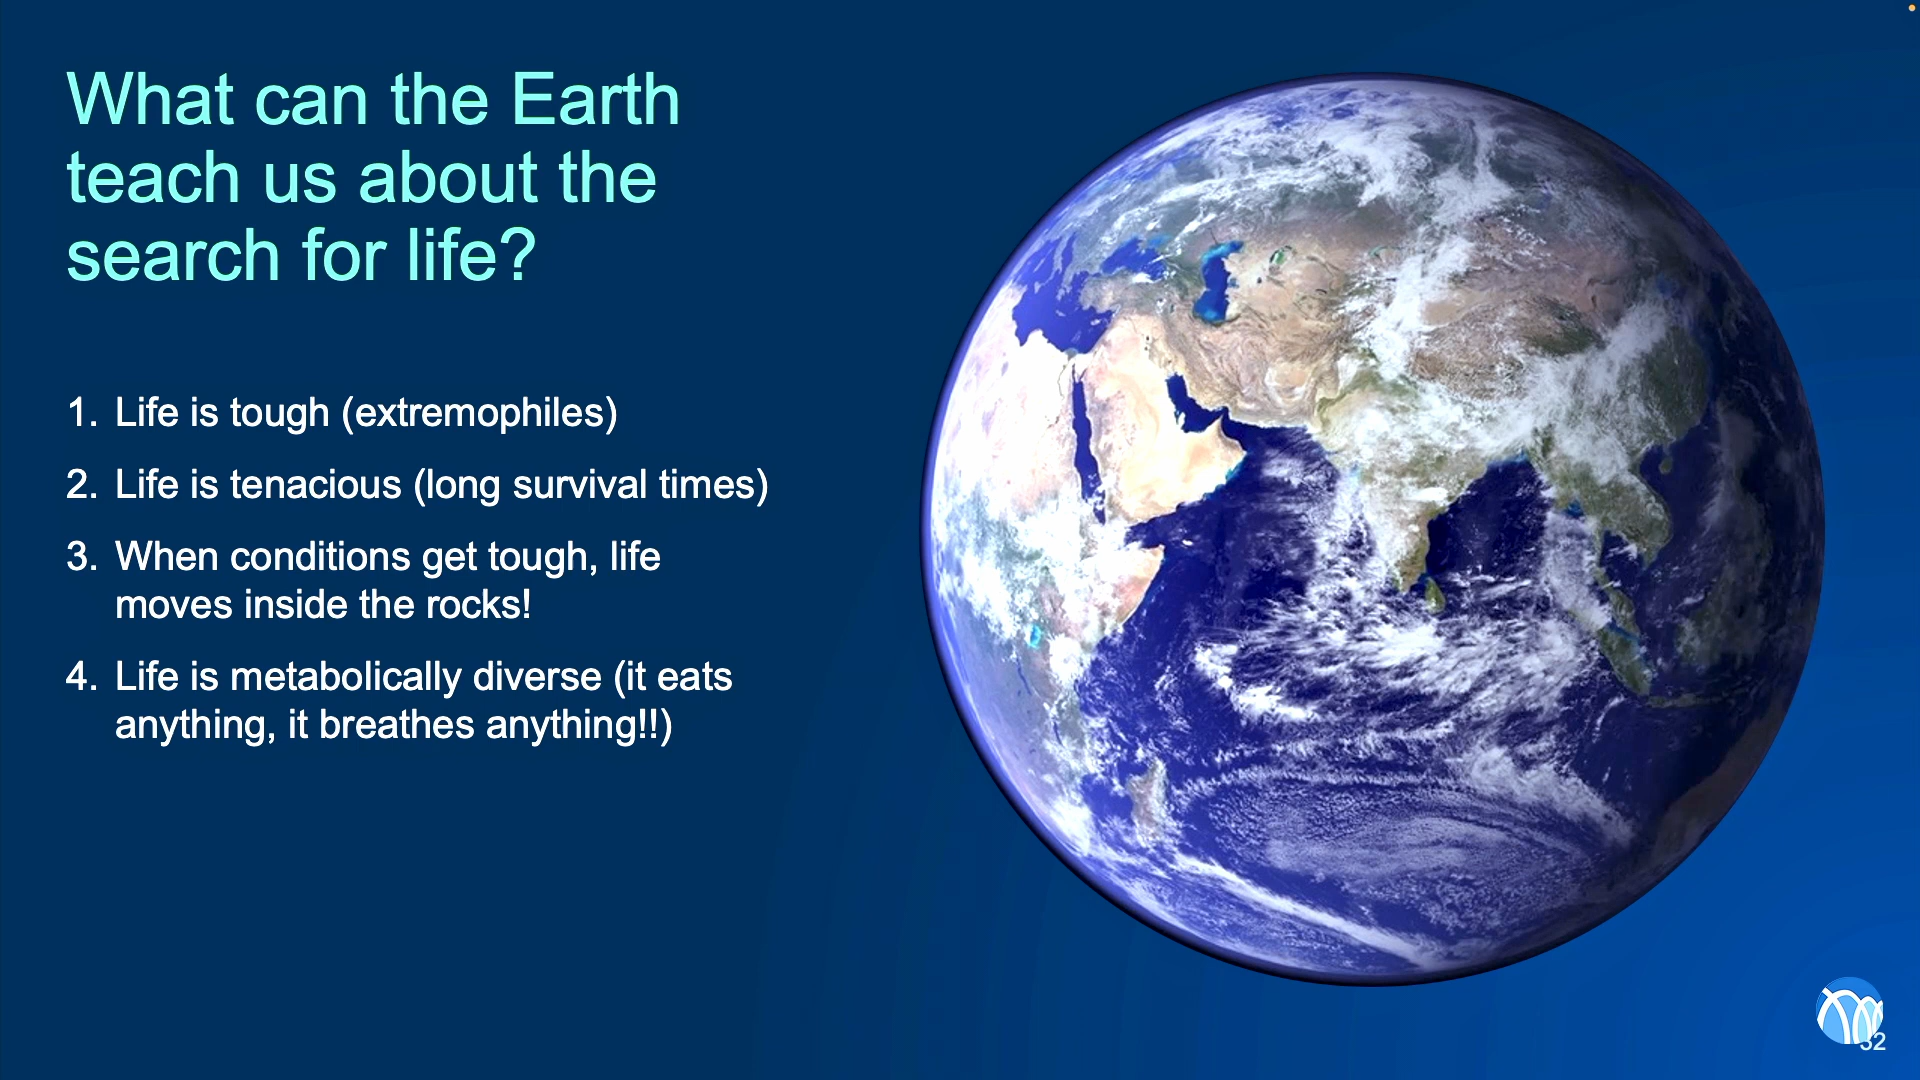 What can the Earth
teach us about the
search for life?
1. Life is tough (extremophiles)
2. Life is tenacious (long survival times)
3. When conditions get tough, life
moves inside the rocks!
4. Life is metabolically diverse (it eats
anything, it breathes anything!!)
32